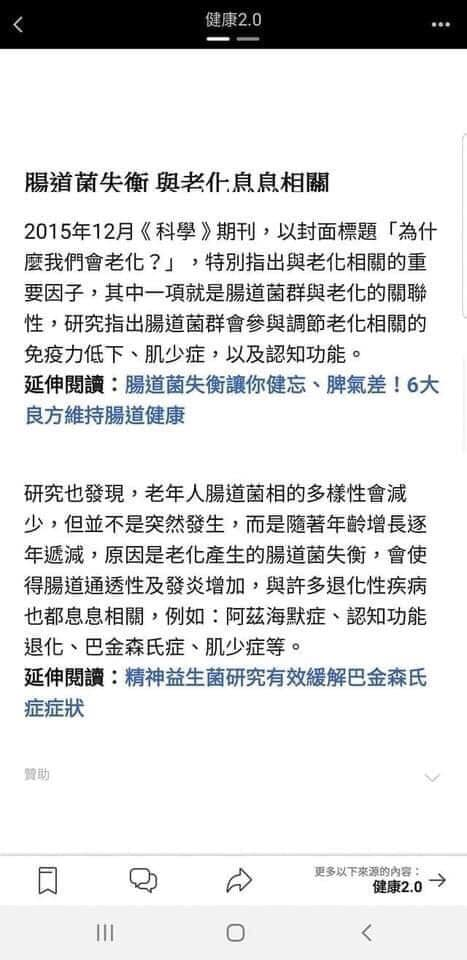 健康2.0
腸道菌失衡 與老化息息相關
2015年12月《科學》期刊，以封面標題「為什
麼我們會老化？」，特別指出與老化相關的重
要因子，其中一項就是腸道菌群與老化的關聯
性，研究指出腸道菌群會參與調節老化相關的
免疫力低下、肌少症，以及認知功能。
延伸閱讀：腸道菌失衡讓你健忘、脾氣差！6大
良方維持腸道健康
研究也發現，老年人腸道菌相的多樣性會減
少，但並不是突然發生，而是隨著年齡增長逐
年遞減，原因是老化產生的腸道菌失衡，會使
得腸道通透性及發炎增加，與許多退化性疾病
也都息息相關，例如：阿茲海默症、認知功能
退化、巴金森氏症、肌少症等。
延伸閱讀：精神益生菌研究有效緩解巴金森氏
症症狀
贊助
更多以下來源的內容：
健康2.0